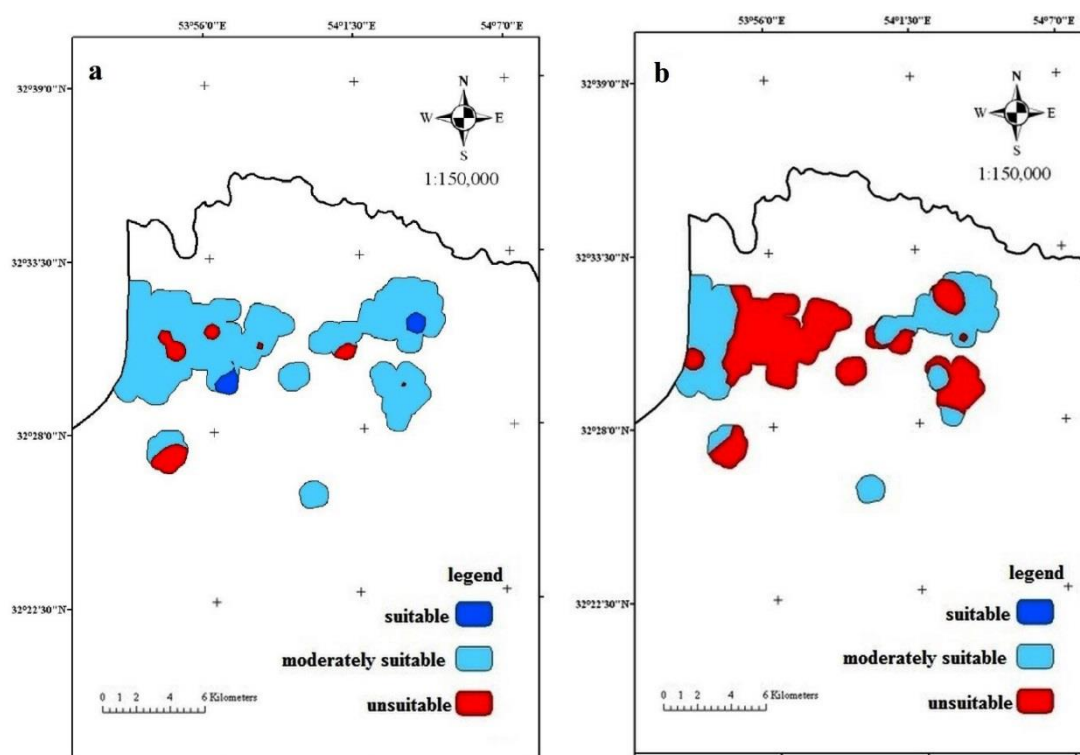 53°56'0"E 54°1'30"E 54°7'0"E
a
32°39'0"N
N
W E
S
1:150,000
32°33'30"N
32°28'0"N
32°22'30"N
legend
suitable
moderately suitable
unsuitable
0 1 2 4 6 Kilometers
53°56'0"E 54°1'30"E 54°7'0"E
b
32°39'0"N
N
W E
S
1:150,000
32°33'30"N
32°28'0"N
32°22'30"N
legend
suitable
moderately suitable
unsuitable
0 1 2 4 6 Kilometers